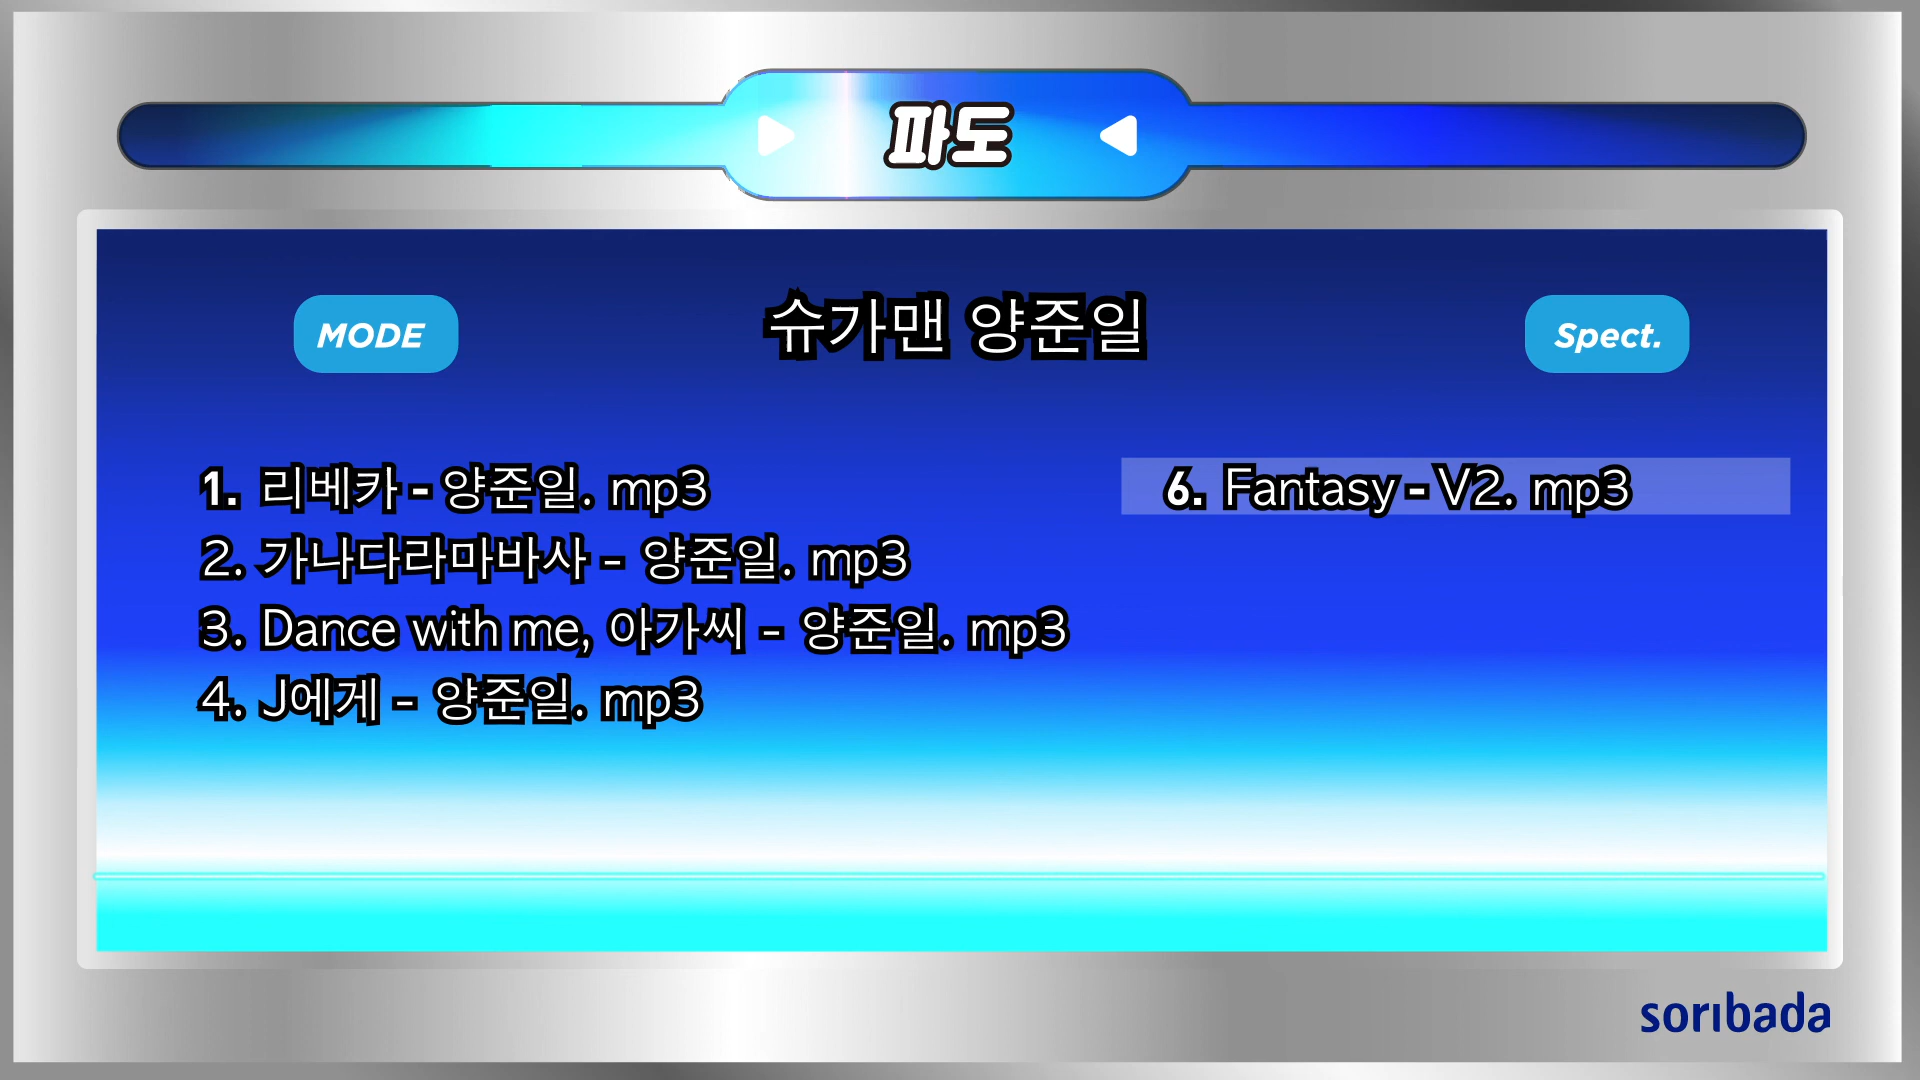 파도
MODE
슈가맨 양준일
Spect.
1. 리베카 - 양준일. mp3
2. 가나다라마바사 - 양준일. mp3
3. Dance with me, 아가씨 - 양준일. mp3
4. J에게 - 양준일. mp3
6. Fantasy - V2. mp3
soribada